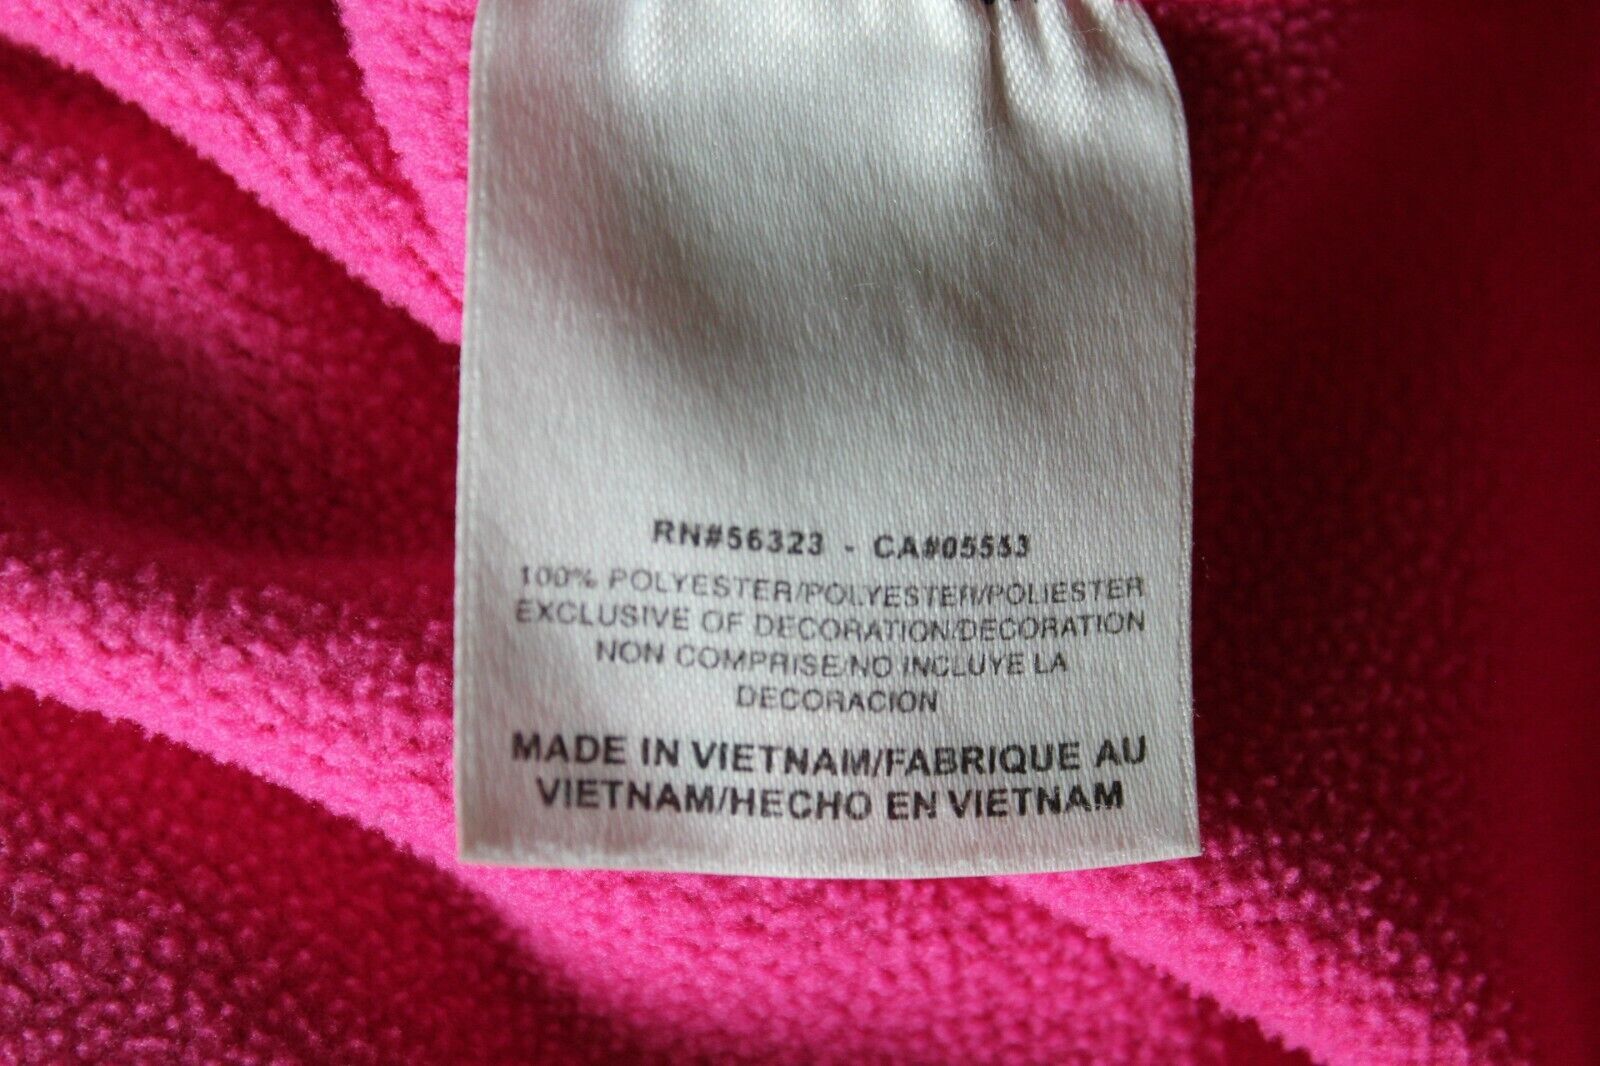 RN#56323 - CA#05553
100% POLYESTER/POLYESTER/POLIESTER
EXCLUSIVE OF DECORATION/DECORATION
NON COMPRISE/NO INCLUYE LA
DECORACION
MADE IN VIETNAM/FABRIQUE AU
VIETNAM/HECHO EN VIETNAM